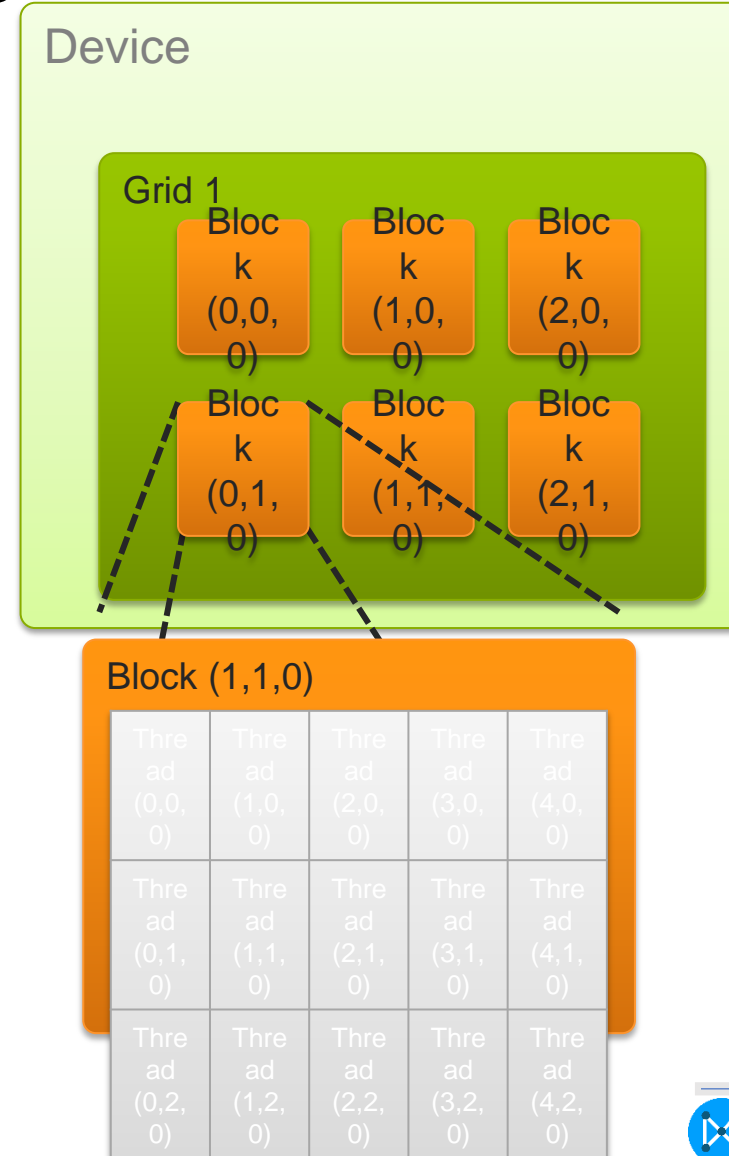 Device
Grid 1
Bloc Bloc Bloc
k k k
(0,0, (1,0, (2,0,
0) 0) 0)
Bloc Bloc Bloc
k k k
(0,1, (1,1, (2,1,
0) 0) 0)
Block (1,1,0)
Thre Thre Thre Thre Thre
ad ad ad ad ad
(0,0, (1,0, (2,0, (3,0, (4,0,
0) 0) 0) 0) 0)
Thre Thre Thre Thre Thre
ad ad ad ad ad
(0,1, (1,1, (2,1, (3,1, (4,1,
0) 0) 0) 0) 0)
Thre Thre Thre Thre Thre
ad ad ad ad ad
(0,2, (1,2, (2,2, (3,2, (4,2,
0) 0) 0) 0) 0)